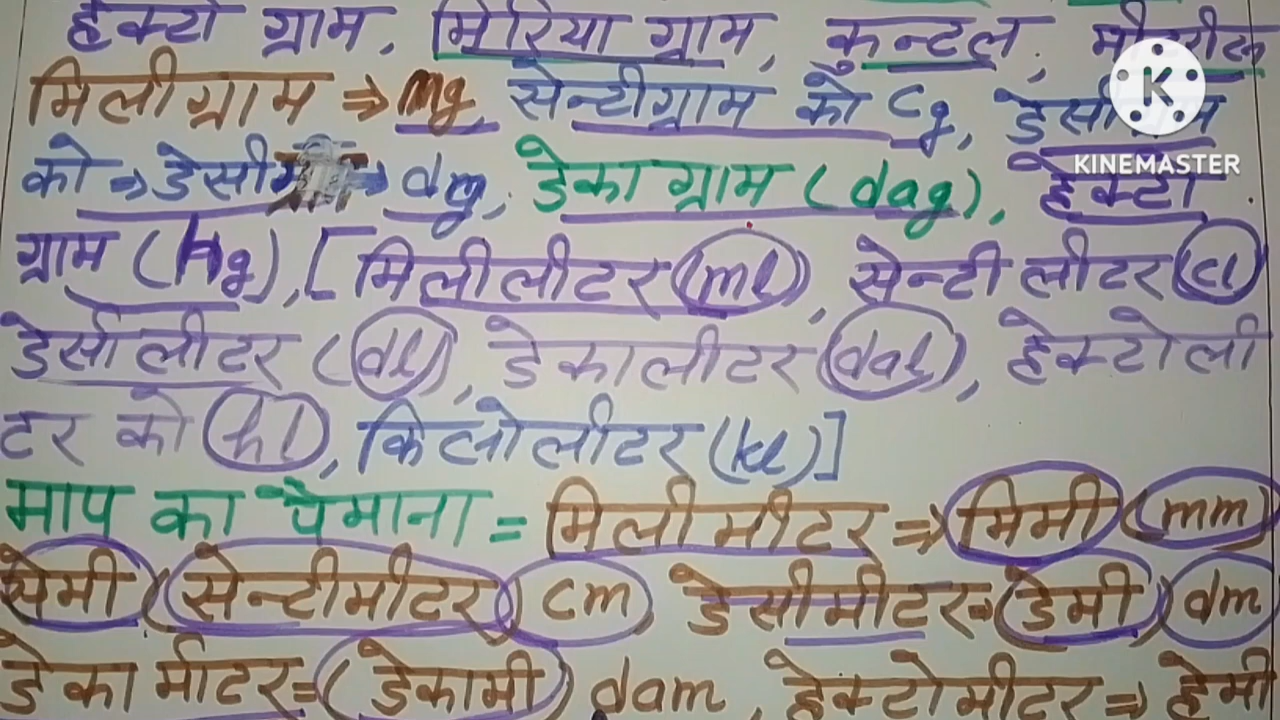 हेक्टो ग्राम, मिरिया ग्राम, कुन्टल,
मिलीग्राम ⇒ mg, सेन्टीग्राम को Cg,
KINEMASTER
को ⇒ डेसी dg, डेका ग्राम (dag), हेक्टो
ग्राम (Hg), [मिलीलीटर (ml), सेन्टी लीटर (cl)
डेसीलीटर (dl), डेकालीटर (dal), हेक्टोली
टर को (hl), किलोलीटर (kl)]
माप का पैमाना = मिलीमीटर ⇒ मिमी (mm)
सेमी (सेन्टीमीटर) cm डेसीमीटर = (डेमी) dm
डेकामीटर = (डेकामी) dam, हेक्टोमीटर ⇒ हेमी